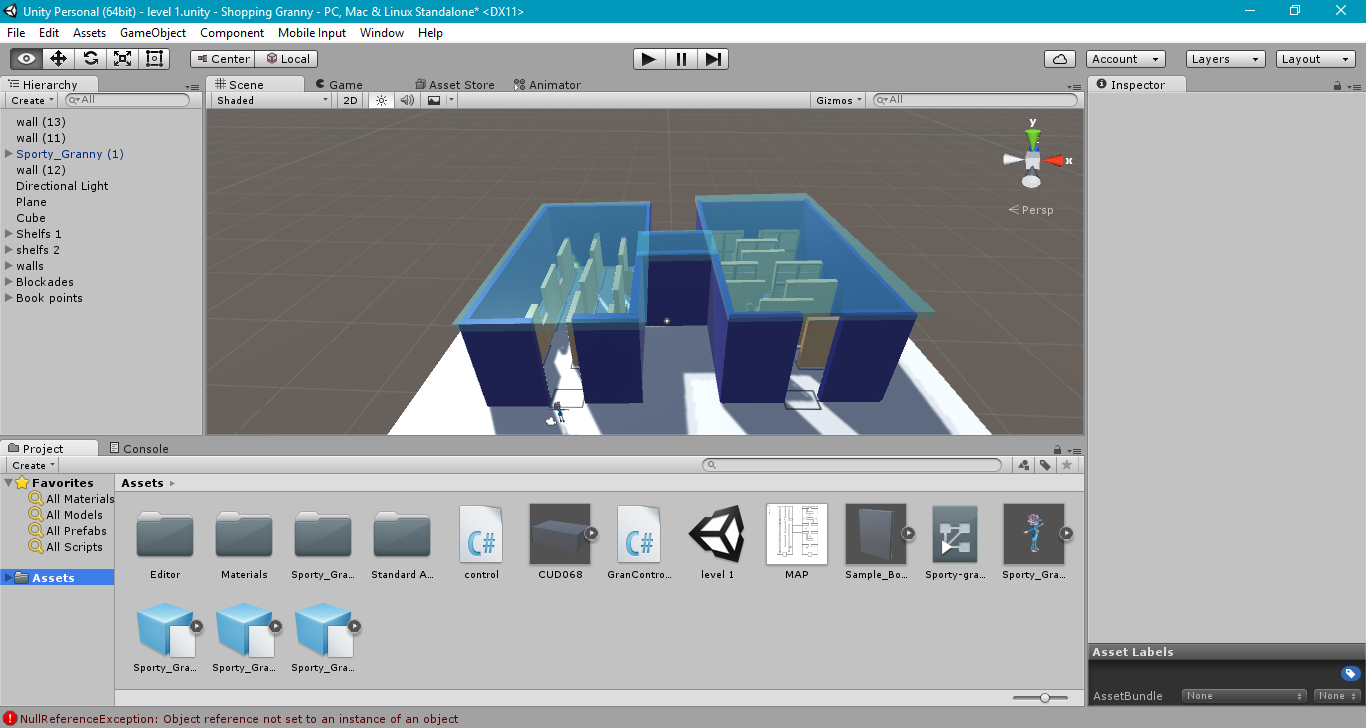 Unity Personal (64bit) - level 1.unity - Shopping Granny - PC, Mac & Linux Standalone* <DX11>
File Edit Assets GameObject Component Mobile Input Window Help
Center Local Account Layers Layout
Hierarchy
Create All
wall (13)
wall (11)
Sporty_Granny (1)
wall (12)
Directional Light
Plane
Cube
Shelfs 1
shelfs 2
walls
Blockades
Book points
Scene Game Asset Store Animator
Shaded 2D Gizmos All
y
x
Persp
Inspector
Project Console
Create
Favorites
All Materials
All Models
All Prefabs
All Scripts
Assets
Assets
Editor Materials Sporty_Gra... Standard A... control CUD068 GranContro... level 1 MAP Sample_Bo... Sporty-gra... Sporty_Gra...
C# C#
Sporty_Gra... Sporty_Gra... Sporty_Gra...
Asset Labels
AssetBundle None None
NullReferenceException: Object reference not set to an instance of an object